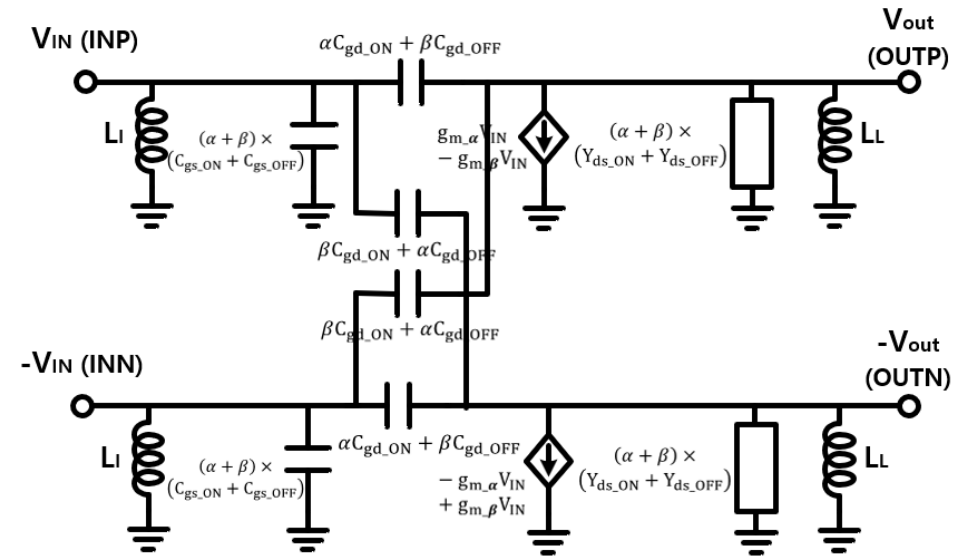 VIN (INP)
αCgd_ON + βCgd_OFF
Vout
(OUTP)
LI
(α + β) ×
(Cgs_ON + Cgs_OFF)
gm_αVIN
− gm_βVIN
(α + β) ×
(Yds_ON + Yds_OFF)
LL
βCgd_ON + αCgd_OFF
βCgd_ON + αCgd_OFF
-VIN (INN)
-Vout
(OUTN)
αCgd_ON + βCgd_OFF
LI
(α + β) ×
(Cgs_ON + Cgs_OFF)
− gm_αVIN
+ gm_βVIN
(α + β) ×
(Yds_ON + Yds_OFF)
LL